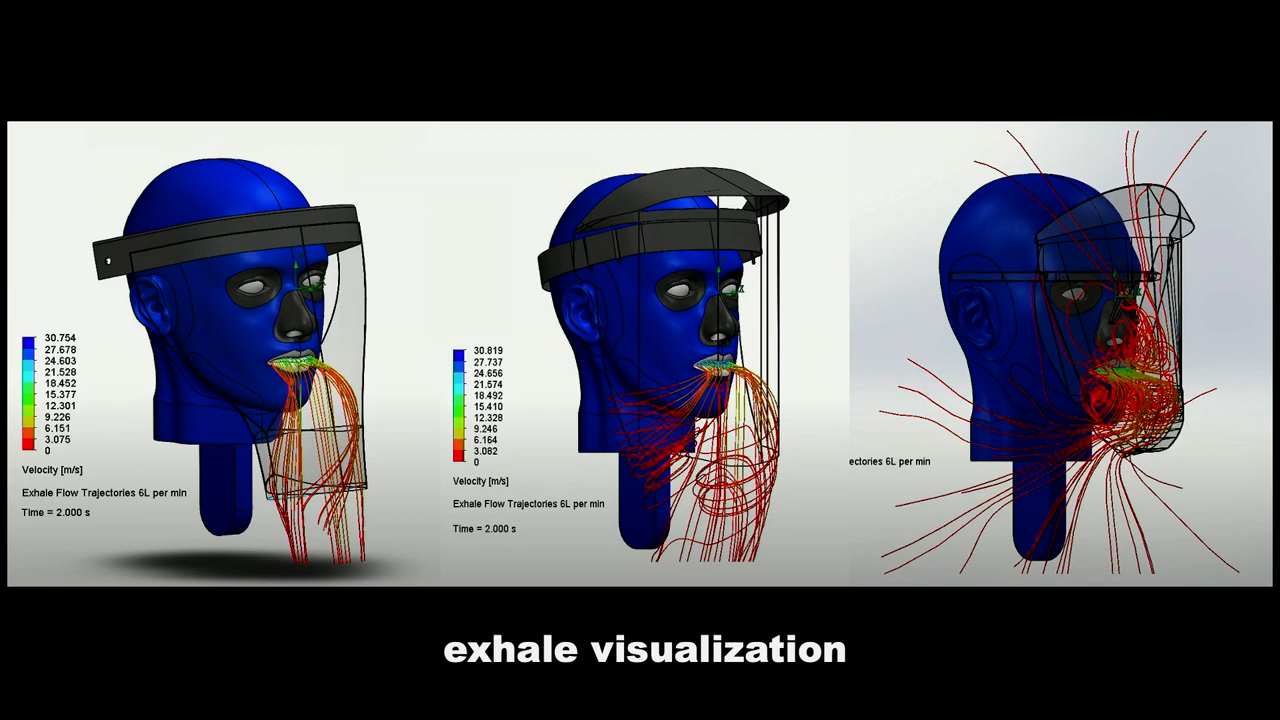 30.754
27.678
24.603
21.528
18.452
15.377
12.301
9.226
6.151
3.075
0
Velocity [m/s]
Exhale Flow Trajectories 6L per min
Time = 2.000 s
30.819
27.737
24.656
21.574
18.492
15.410
12.328
9.246
6.164
3.082
0
Velocity [m/s]
Exhale Flow Trajectories 6L per min
Time = 2.000 s
ectories 6L per min
exhale visualization